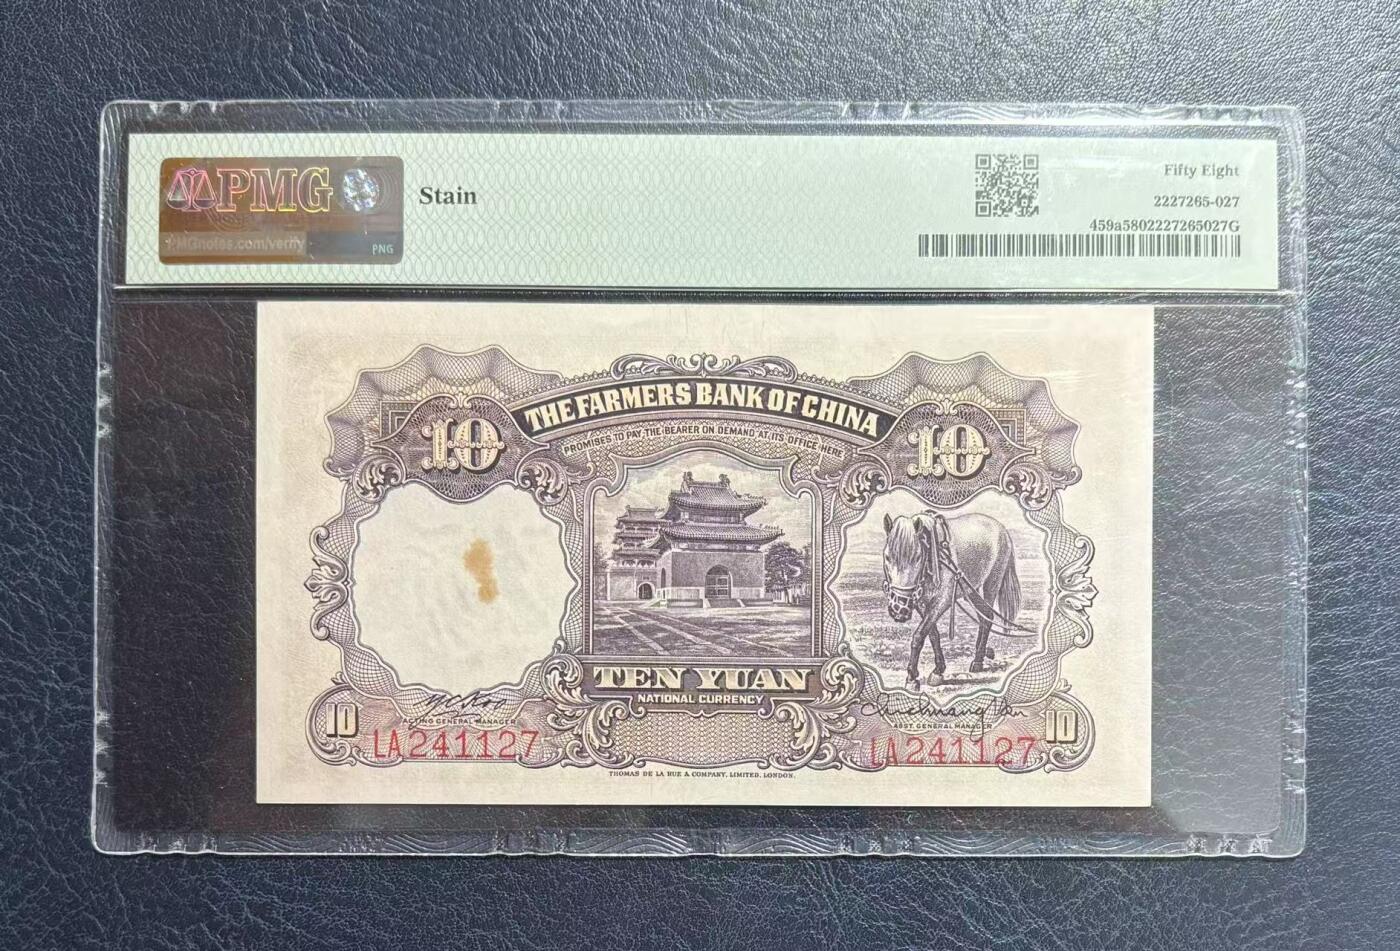 PMG
PMGnotes.com/verify
PNG
Stain
Fifty Eight
2227265-027
459a5802227265027G
THE FARMERS BANK OF CHINA
PROMISES TO PAY THE BEARER ON DEMAND AT ITS OFFICE HERE
10 10
TEN YUAN
NATIONAL CURRENCY
ACTING GENERAL MANAGER
ASST. GENERAL MANAGER
10 10
LA241127 LA241127
THOMAS DE LA RUE & COMPANY, LIMITED. LONDON.